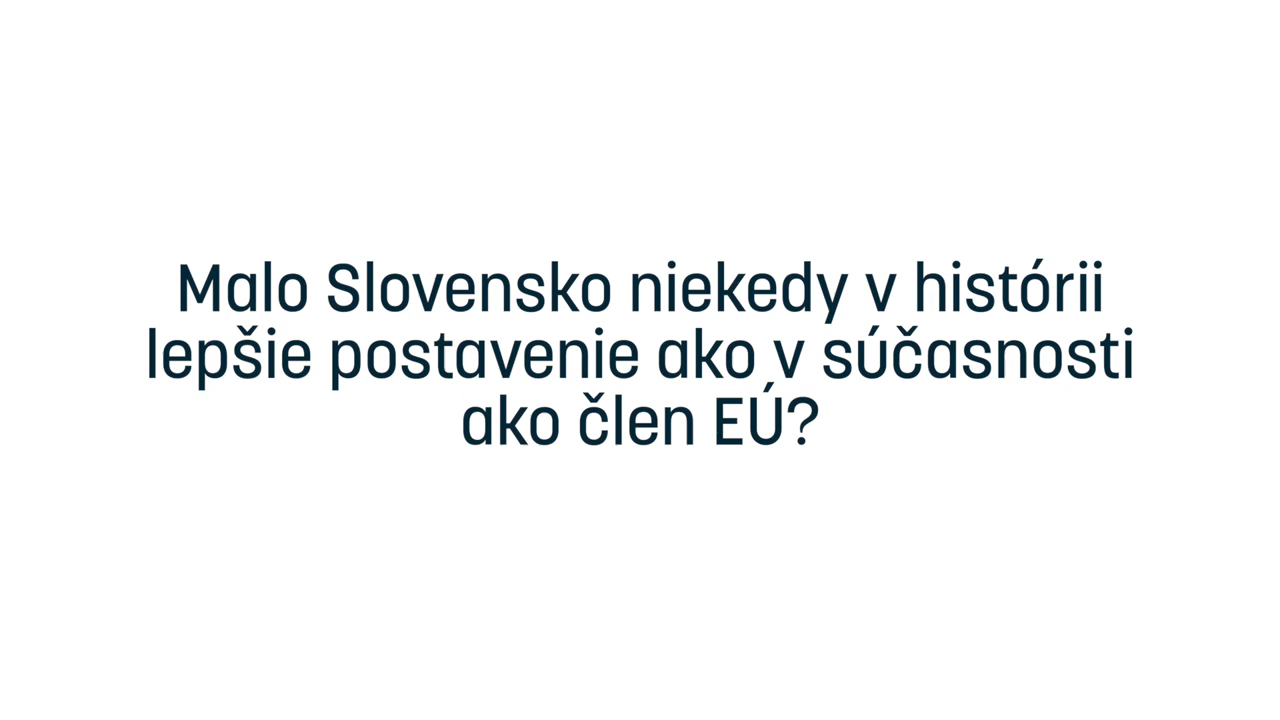 Malo Slovensko niekedy v histórii
lepšie postavenie ako v súčasnosti
ako člen EÚ?